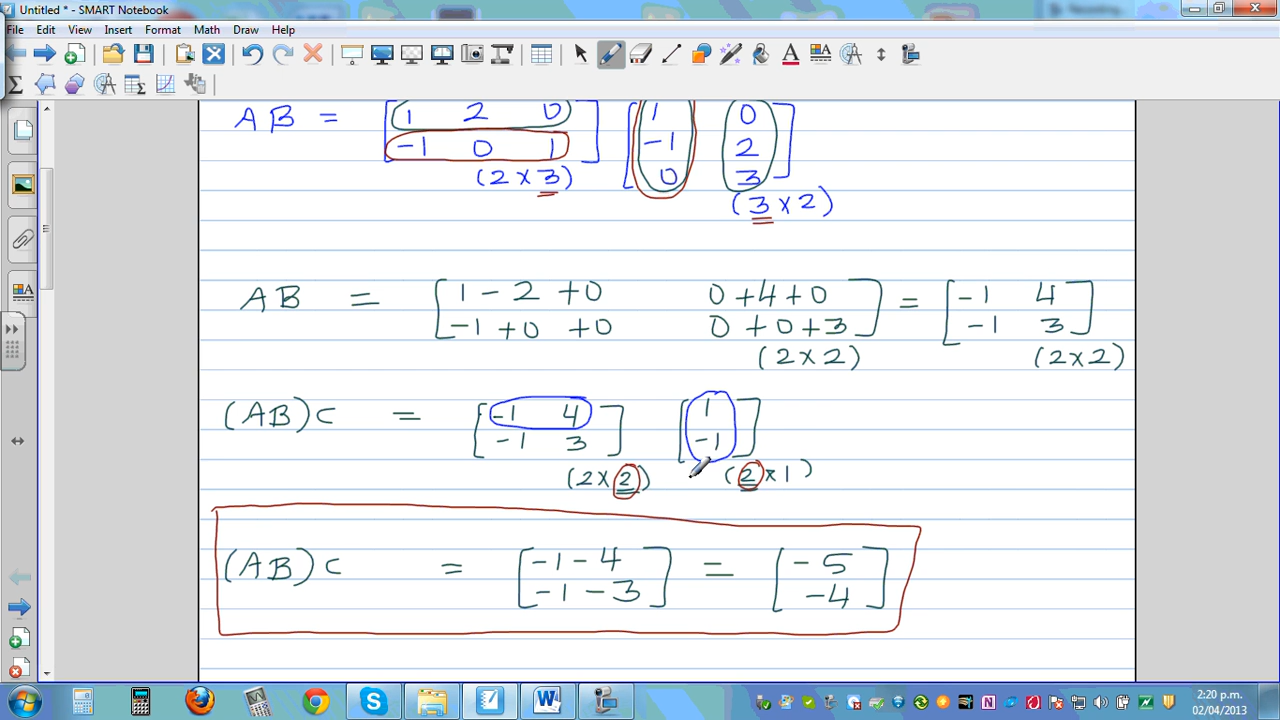 Untitled * - SMART Notebook
File Edit View Insert Format Math Draw Help
AB = [1 2 0] [1 0]
[-1 0 1] [-1 2]
[0 3]
(2 × 3)
(3 × 2)
AB = [1 - 2 + 0 0 + 4 + 0] = [-1 4]
[-1 + 0 + 0 0 + 0 + 3] [-1 3]
(2 × 2) (2 × 2)
(AB)C = [-1 4] [1]
[-1 3] [-1]
(2 × 2) (2 × 1)
(AB)C = [-1 - 4] = [-5]
[-1 - 3] [-4]
2:20 p.m.
02/04/2013